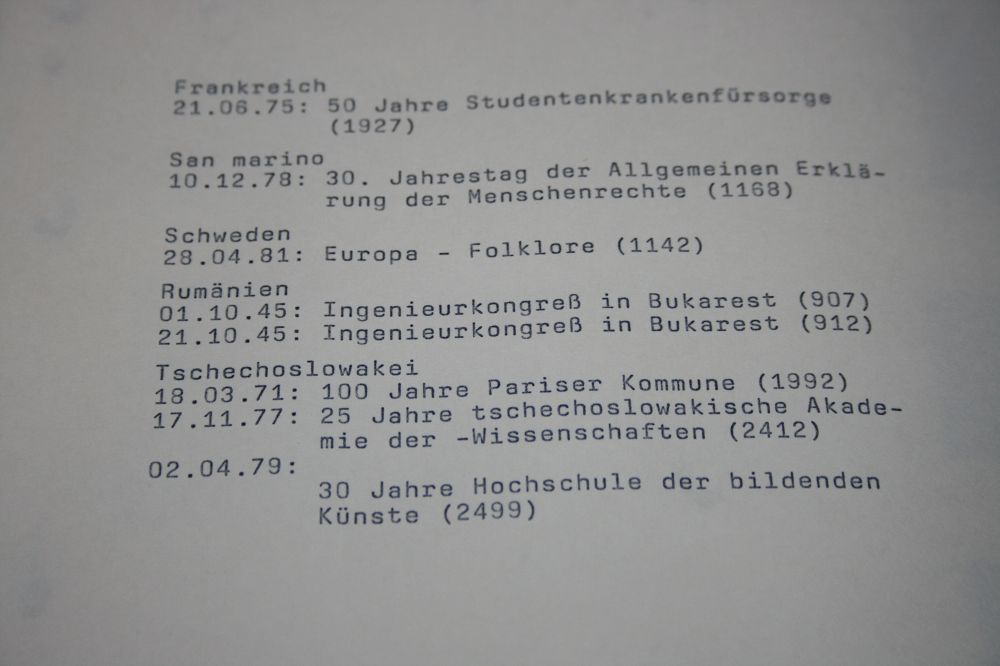 Frankreich
21.06.75: 50 Jahre Studentenkrankenfürsorge
(1927)
San marino
10.12.78: 30. Jahrestag der Allgemeinen Erklä-
rung der Menschenrechte (1168)
Schweden
28.04.81: Europa - Folklore (1142)
Rumänien
01.10.45: Ingenieurkongreß in Bukarest (907)
21.10.45: Ingenieurkongreß in Bukarest (912)
Tschechoslowakei
18.03.71: 100 Jahre Pariser Kommune (1992)
17.11.77: 25 Jahre tschechoslowakische Akade-
mie der -Wissenschaften (2412)
02.04.79:
30 Jahre Hochschule der bildenden
Künste (2499)